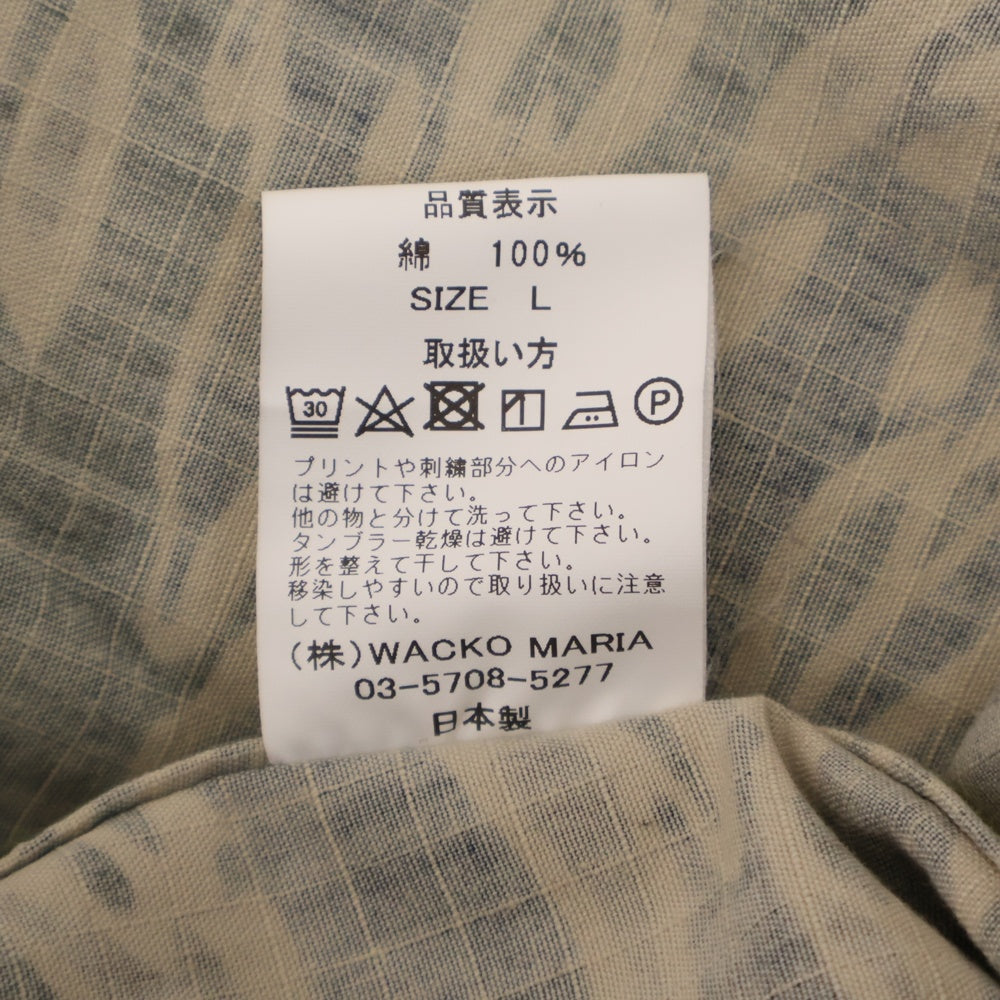 品質表示
綿 100%
SIZE L
取扱い方
30 P
プリントや刺繍部分へのアイロン
は避けて下さい。
他の物と分けて洗って下さい。
タンブラー乾燥は避けて下さい。
形を整えて干して下さい。
移染しやすいので取り扱いに注意
して下さい。
(株)WACKO MARIA
03-5708-5277
日本製